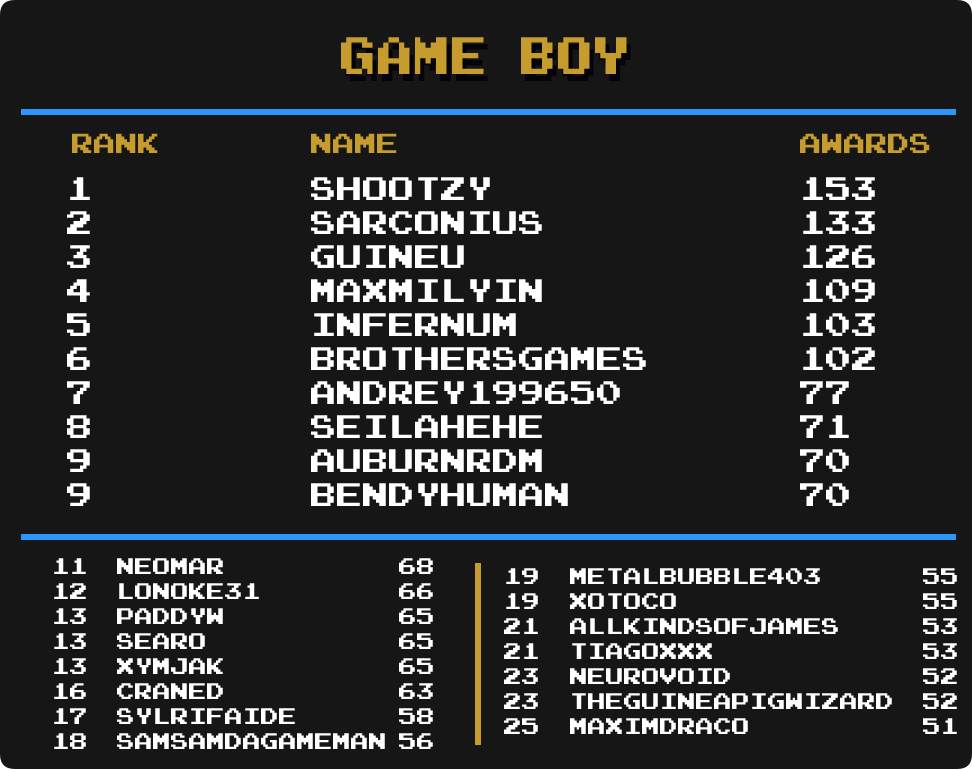 GAME BOY
RANK NAME AWARDS
1 SHOOTZY 153
2 SARCONIUS 133
3 GUINEU 126
4 MAXMILYIN 109
5 INFERNUM 103
6 BROTHERSGAMES 102
7 ANDREY199650 77
8 SEILAHEHE 71
9 AUBURNRDM 70
9 BENDYHUMAN 70
11 NEOMAR 68
12 LONOKE31 66
13 PADDYW 65
13 SEARO 65
13 XYMJAK 65
16 CRANED 63
17 SYLRIFAIDE 58
18 SAMSAMDAGAMEMAN 56
19 METALBUBBLE403 55
19 XOTOCO 55
21 ALLKINDSOFJAMES 53
21 TIAGOXXX 53
23 NEUROVOID 52
23 THEGUINEAPIGWIZARD 52
25 MAXIMDRACO 51